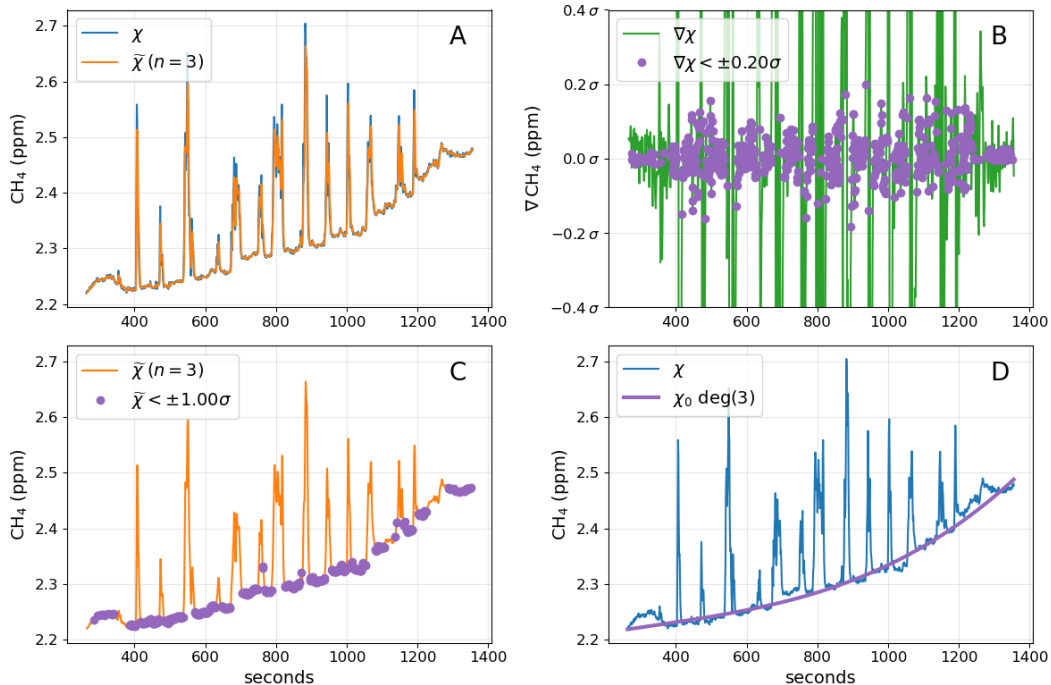 A
χ
χ̃ (n = 3)
CH₄ (ppm)
2.7
2.6
2.5
2.4
2.3
2.2
400 600 800 1000 1200 1400
B
∇χ
∇χ < ±0.20σ
∇ CH₄ (ppm)
0.4 σ
0.2 σ
0.0 σ
−0.2 σ
−0.4 σ
400 600 800 1000 1200 1400
C
χ̃ (n = 3)
χ̃ < ±1.00σ
CH₄ (ppm)
2.7
2.6
2.5
2.4
2.3
2.2
400 600 800 1000 1200 1400
seconds
D
χ
χ₀ deg(3)
CH₄ (ppm)
2.7
2.6
2.5
2.4
2.3
2.2
400 600 800 1000 1200 1400
seconds